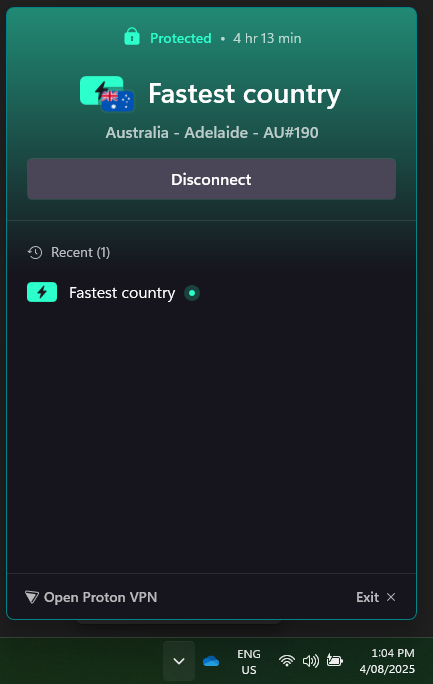 Protected • 4 hr 13 min
Fastest country
Australia - Adelaide - AU#190
Disconnect
Recent (1)
Fastest country
Open Proton VPN
Exit
ENG
US
1:04 PM
4/08/2025